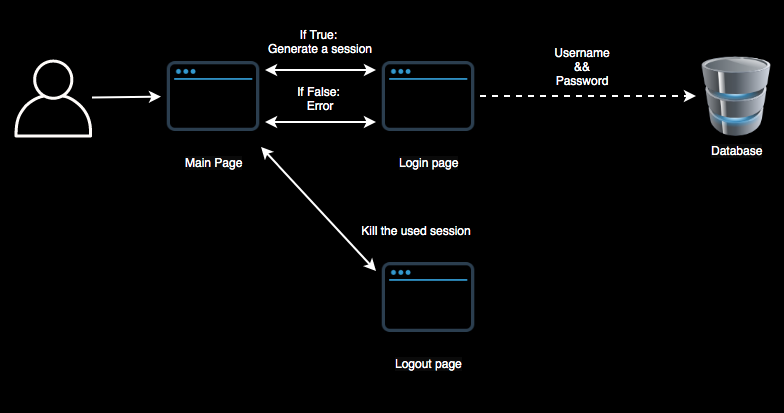 If True:
Generate a session
If False:
Error
Username
&&
Password
Main Page
Login page
Database
Kill the used session
Logout page